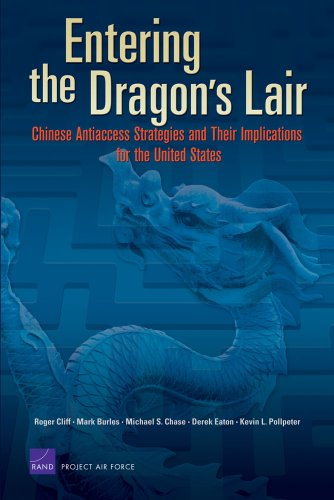 Entering
the Dragon's Lair
Chinese Antiaccess Strategies and Their Implications
for the United States
Roger Cliff • Mark Burles • Michael S. Chase • Derek Eaton • Kevin L. Pollpeter
RAND PROJECT AIR FORCE